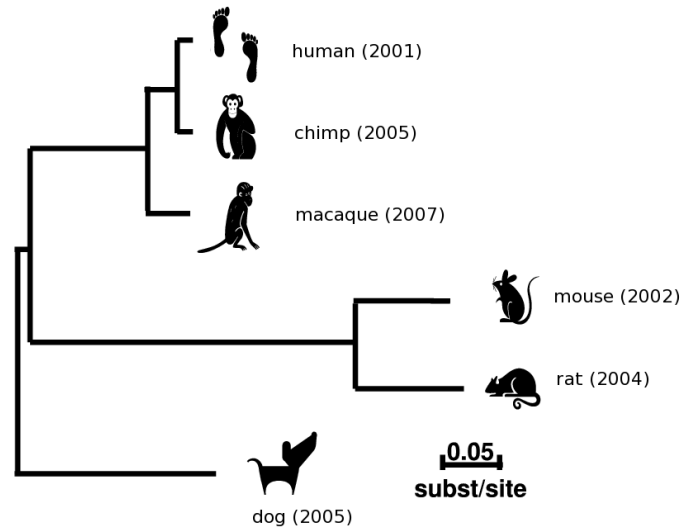 human (2001)
chimp (2005)
macaque (2007)
mouse (2002)
rat (2004)
0.05
subst/site
dog (2005)